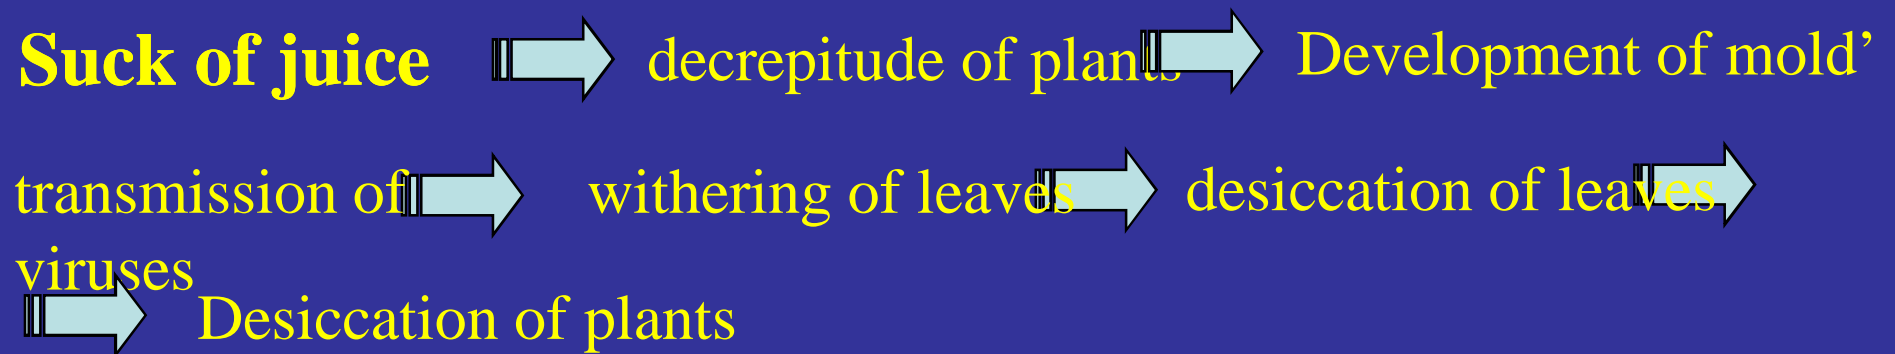 Suck of juice decrepitude of plants Development of mold’
transmission of withering of leaves desiccation of leaves
viruses
Desiccation of plants